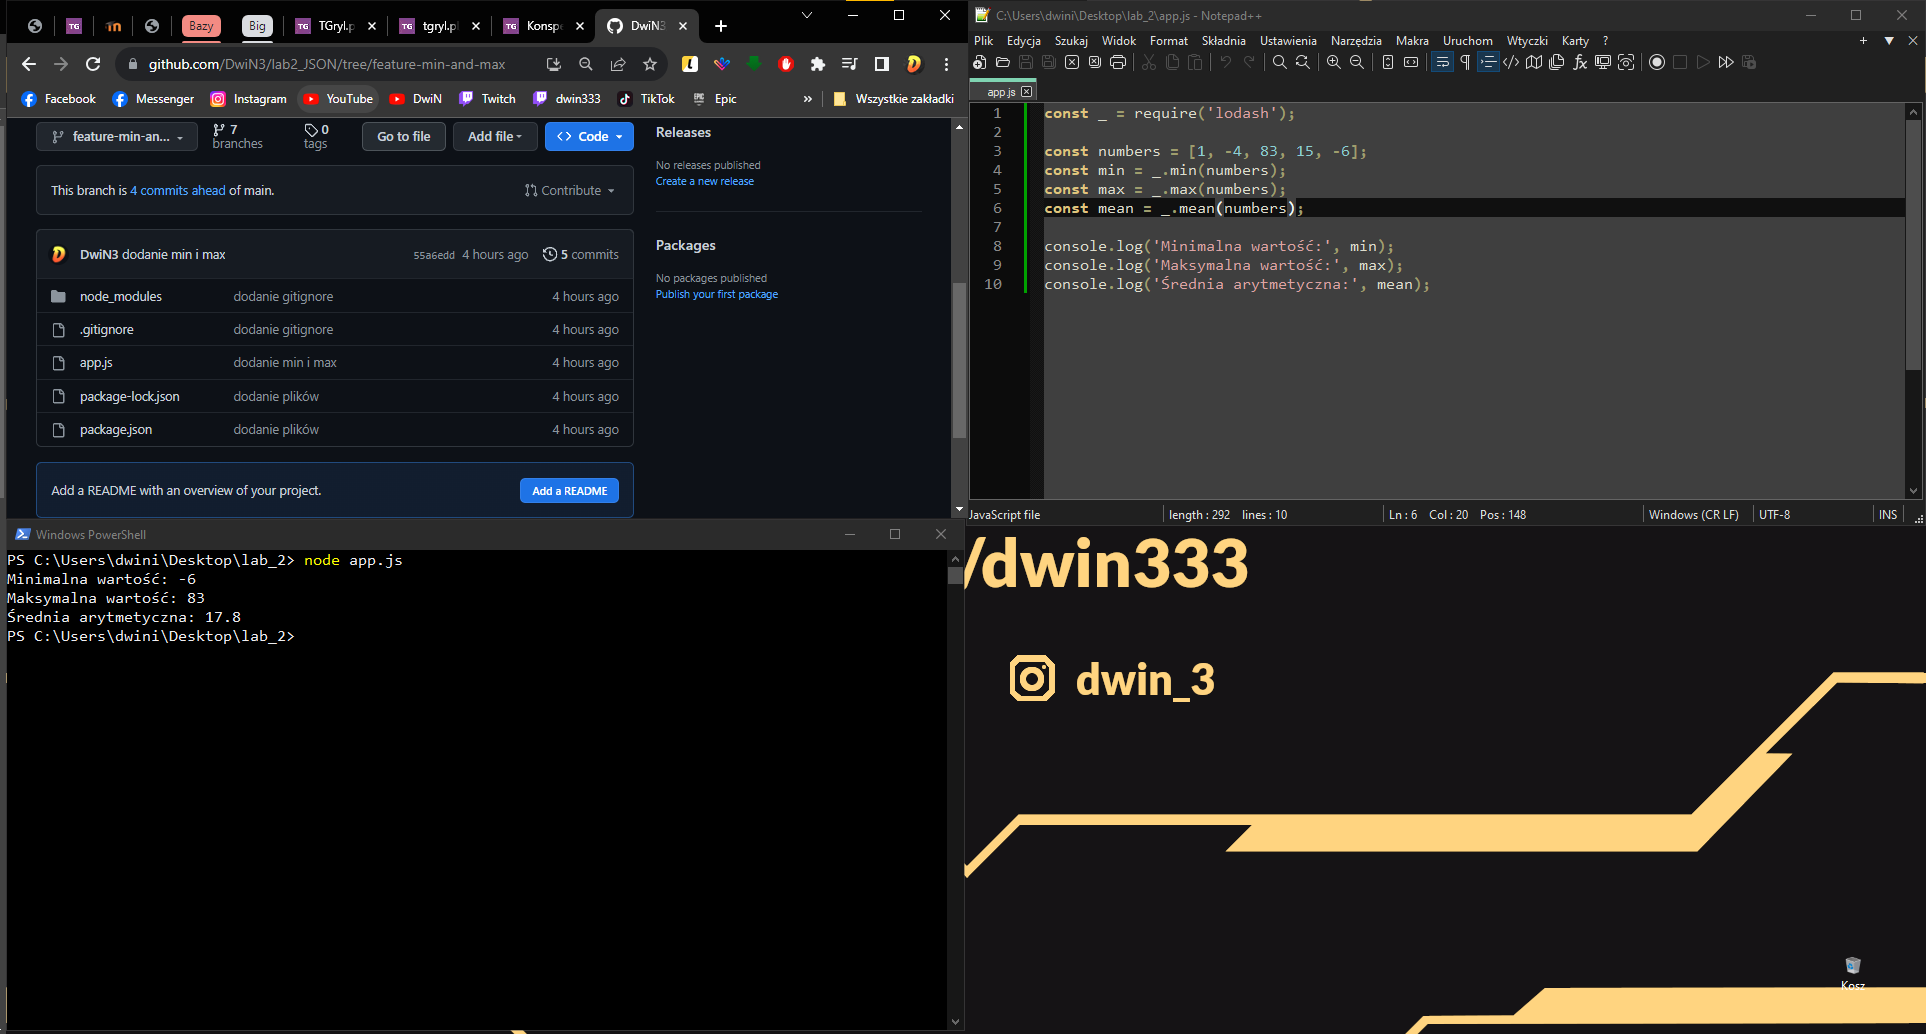 Bazy
Big
TGryl.p
tgryl.pl
Konspe
DwiN3
github.com/DwiN3/lab2_JSON/tree/feature-min-and-max
Facebook
Messenger
Instagram
YouTube
DwiN
Twitch
dwin333
TikTok
Epic
»
Wszystkie zakładki
feature-min-an...
7 branches
0 tags
Go to file
Add file
<> Code
This branch is 4 commits ahead of main.
Contribute
DwiN3 dodanie min i max
55a6edd 4 hours ago
5 commits
node_modules dodanie gitignore 4 hours ago
.gitignore dodanie gitignore 4 hours ago
app.js dodanie min i max 4 hours ago
package-lock.json dodanie plików 4 hours ago
package.json dodanie plików 4 hours ago
Add a README with an overview of your project.
Add a README
Releases
No releases published
Create a new release
Packages
No packages published
Publish your first package
C:\Users\dwini\Desktop\lab_2\app.js - Notepad++
Plik Edycja Szukaj Widok Format Składnia Ustawienia Narzędzia Makra Uruchom Wtyczki Karty ?
app.js
1 const _ = require('lodash');
2
3 const numbers = [1, -4, 83, 15, -6];
4 const min = _.min(numbers);
5 const max = _.max(numbers);
6 const mean = _.mean(numbers);
7
8 console.log('Minimalna wartość:', min);
9 console.log('Maksymalna wartość:', max);
10 console.log('Średnia arytmetyczna:', mean);
JavaScript file
length : 292 lines : 10
Ln : 6 Col : 20 Pos : 148
Windows (CR LF)
UTF-8
INS
Windows PowerShell
PS C:\Users\dwini\Desktop\lab_2> node app.js
Minimalna wartość: -6
Maksymalna wartość: 83
Średnia arytmetyczna: 17.8
PS C:\Users\dwini\Desktop\lab_2>
/dwin333
dwin_3
Kosz